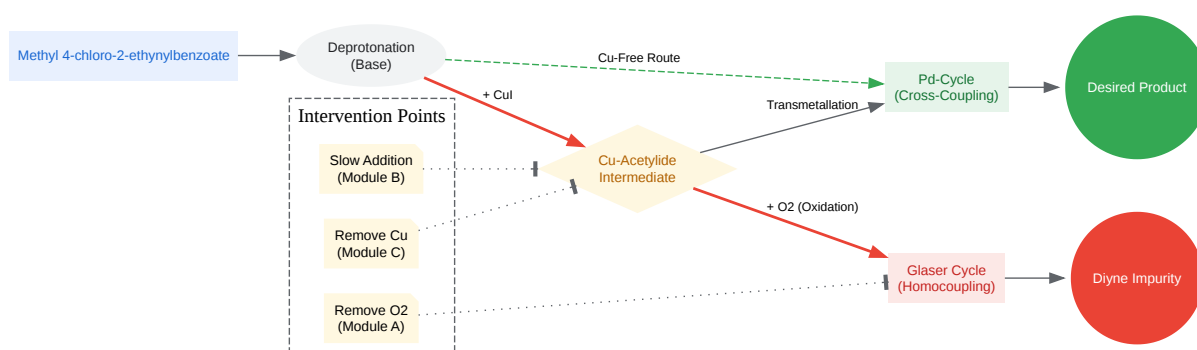 Methyl 4-chloro-2-ethynylbenzoate
Deprotonation
(Base)
Cu-Free Route
+ CuI
Transmetallation
Pd-Cycle
(Cross-Coupling)
Desired Product
Intervention Points
Slow Addition
(Module B)
Remove Cu
(Module C)
Remove O2
(Module A)
Cu-Acetylide
Intermediate
+ O2 (Oxidation)
Glaser Cycle
(Homocoupling)
Diyne Impurity